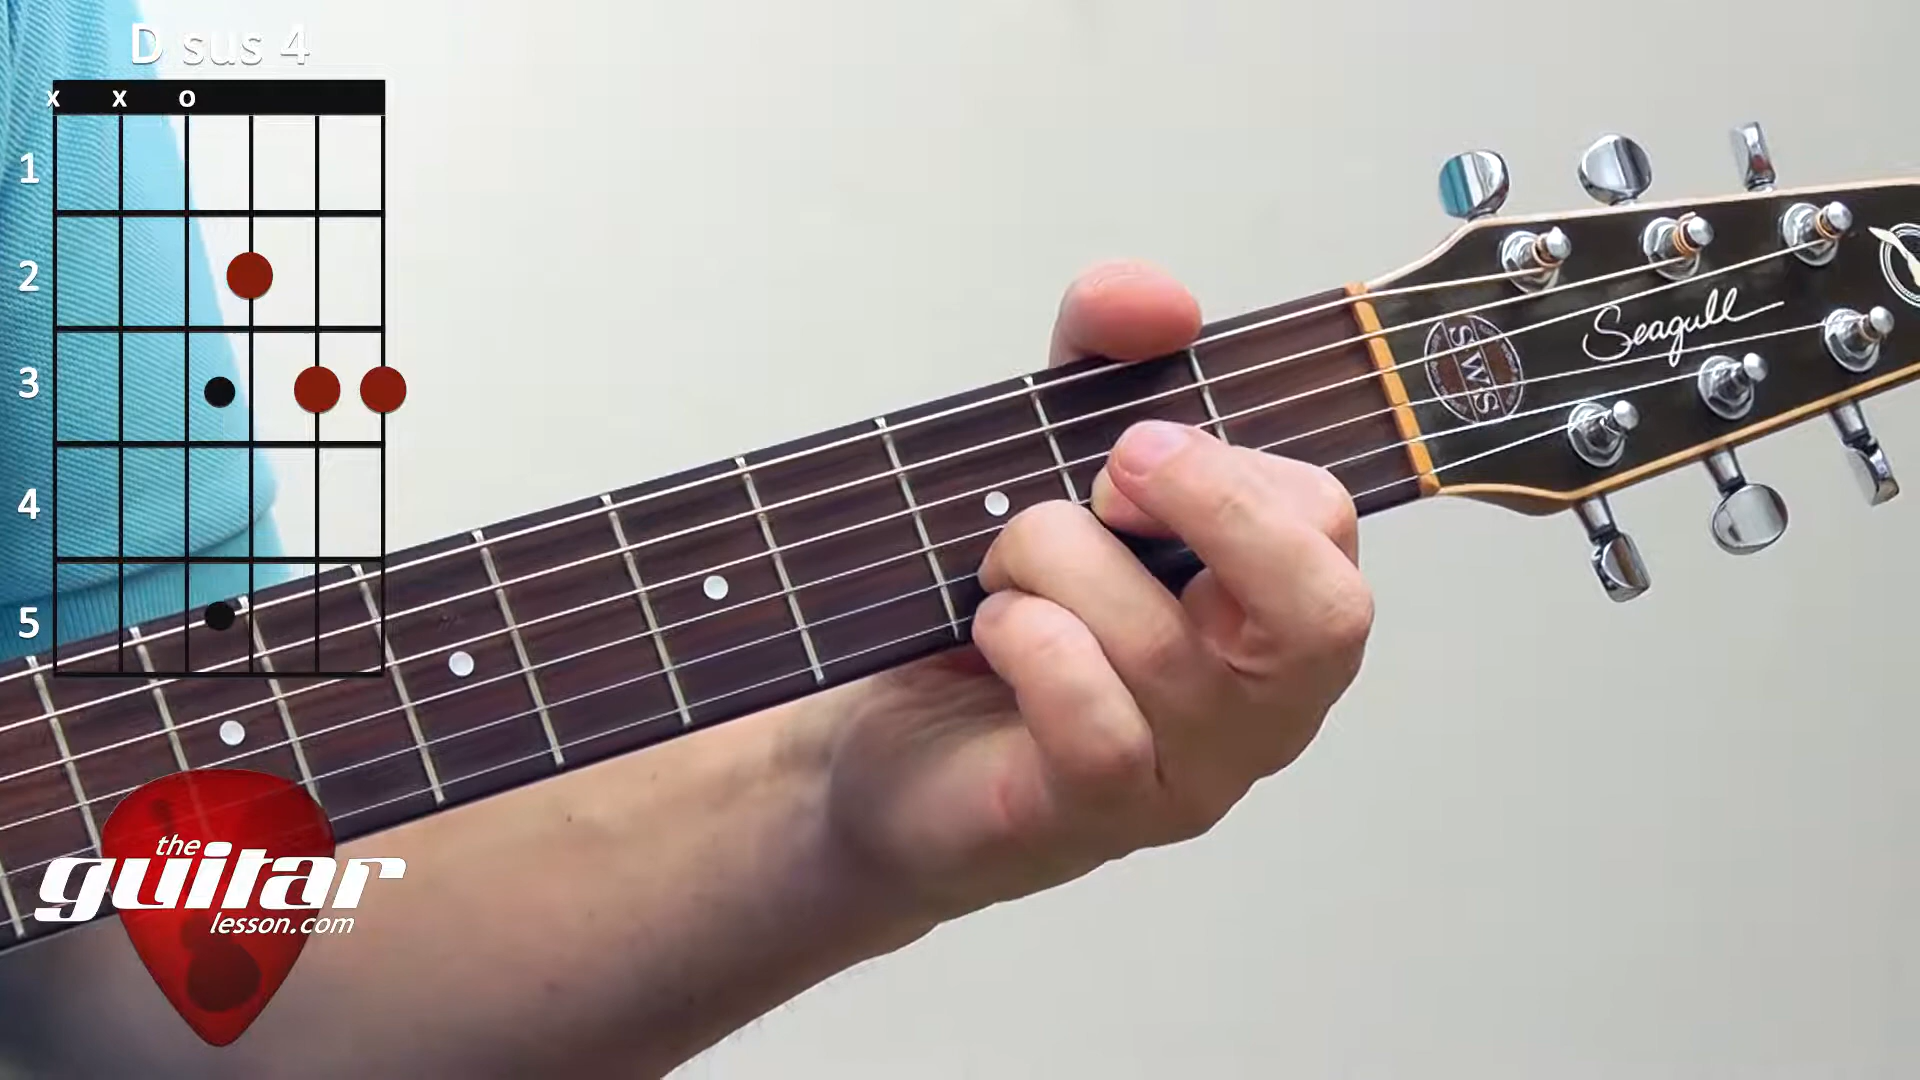 D sus 4
x x o
1
2
3
4
5
Seagull
SWS
the
guitar
lesson.com